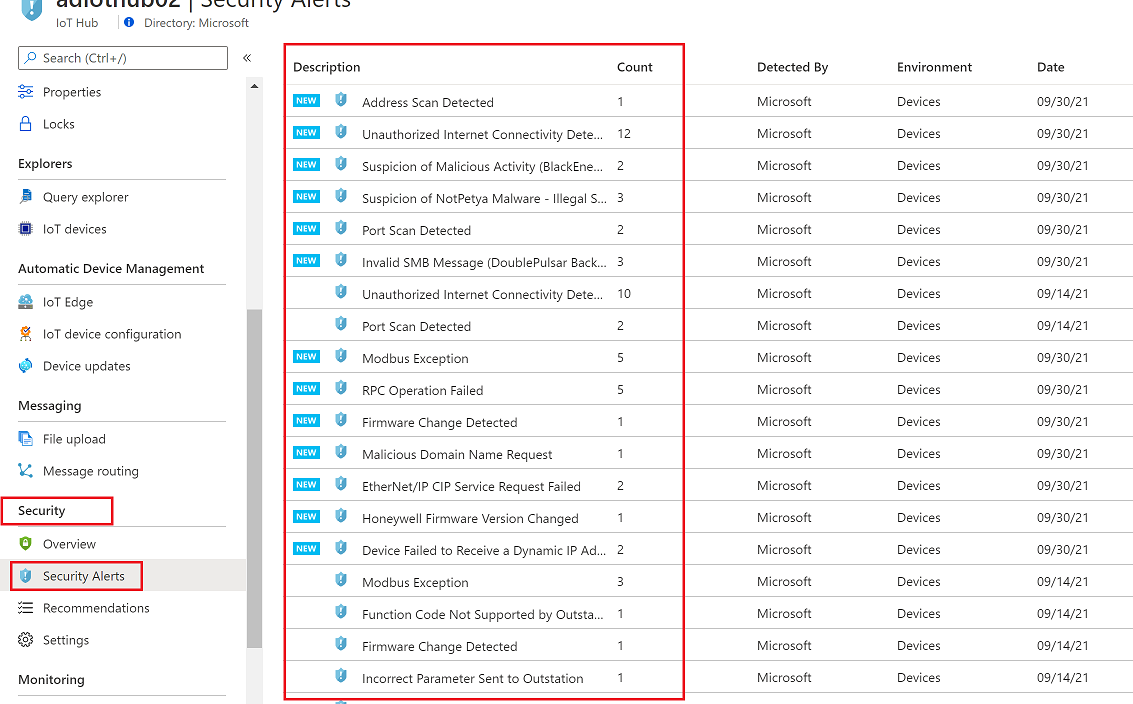 adiothub02 | Security Alerts
IoT Hub Directory: Microsoft
Search (Ctrl+/) «
Properties
Locks
Explorers
Query explorer
IoT devices
Automatic Device Management
IoT Edge
IoT device configuration
Device updates
Messaging
File upload
Message routing
Security
Overview
Security Alerts
Recommendations
Settings
Monitoring
Description Count Detected By Environment Date
NEW Address Scan Detected 1 Microsoft Devices 09/30/21
NEW Unauthorized Internet Connectivity Dete... 12 Microsoft Devices 09/30/21
NEW Suspicion of Malicious Activity (BlackEne... 2 Microsoft Devices 09/30/21
NEW Suspicion of NotPetya Malware - Illegal S... 3 Microsoft Devices 09/30/21
NEW Port Scan Detected 2 Microsoft Devices 09/30/21
NEW Invalid SMB Message (DoublePulsar Back... 3 Microsoft Devices 09/30/21
Unauthorized Internet Connectivity Dete... 10 Microsoft Devices 09/14/21
Port Scan Detected 2 Microsoft Devices 09/14/21
NEW Modbus Exception 5 Microsoft Devices 09/30/21
NEW RPC Operation Failed 5 Microsoft Devices 09/30/21
NEW Firmware Change Detected 1 Microsoft Devices 09/30/21
NEW Malicious Domain Name Request 1 Microsoft Devices 09/30/21
NEW EtherNet/IP CIP Service Request Failed 2 Microsoft Devices 09/30/21
NEW Honeywell Firmware Version Changed 1 Microsoft Devices 09/30/21
NEW Device Failed to Receive a Dynamic IP Ad... 2 Microsoft Devices 09/30/21
Modbus Exception 3 Microsoft Devices 09/14/21
Function Code Not Supported by Outsta... 1 Microsoft Devices 09/14/21
Firmware Change Detected 1 Microsoft Devices 09/14/21
Incorrect Parameter Sent to Outstation 1 Microsoft Devices 09/14/21